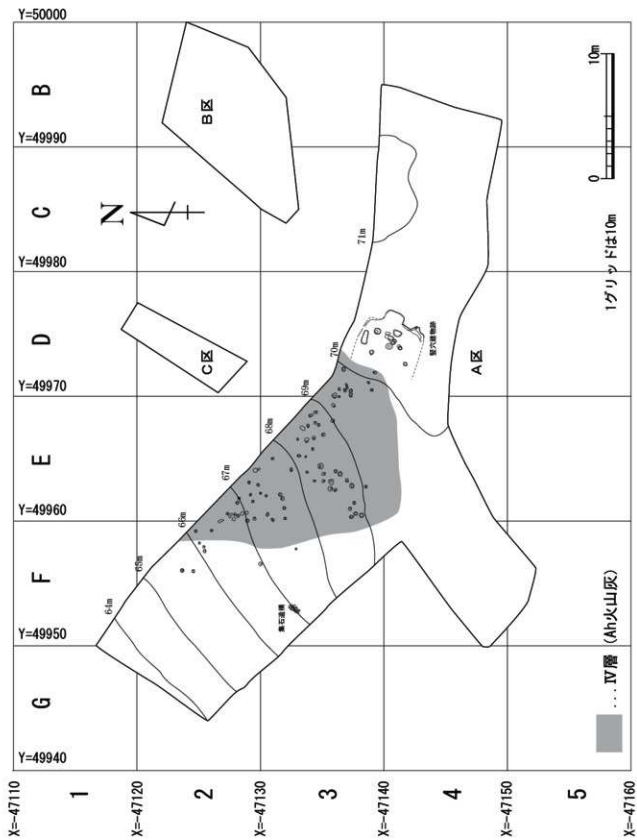 Y=50000
Y=49990
Y=49980
Y=49970
Y=49960
Y=49950
Y=49940
B
C
D
E
F
G
X=-47110
X=-47120
X=-47130
X=-47140
X=-47150
X=-47160
1
2
3
4
5
N
A区
B区
C区
64m
65m
66m
67m
68m
69m
70m
71m
集石遺構
竪穴建物跡
0
10m
1グリッドは10m
...Ⅳ層 (Ah火山灰)